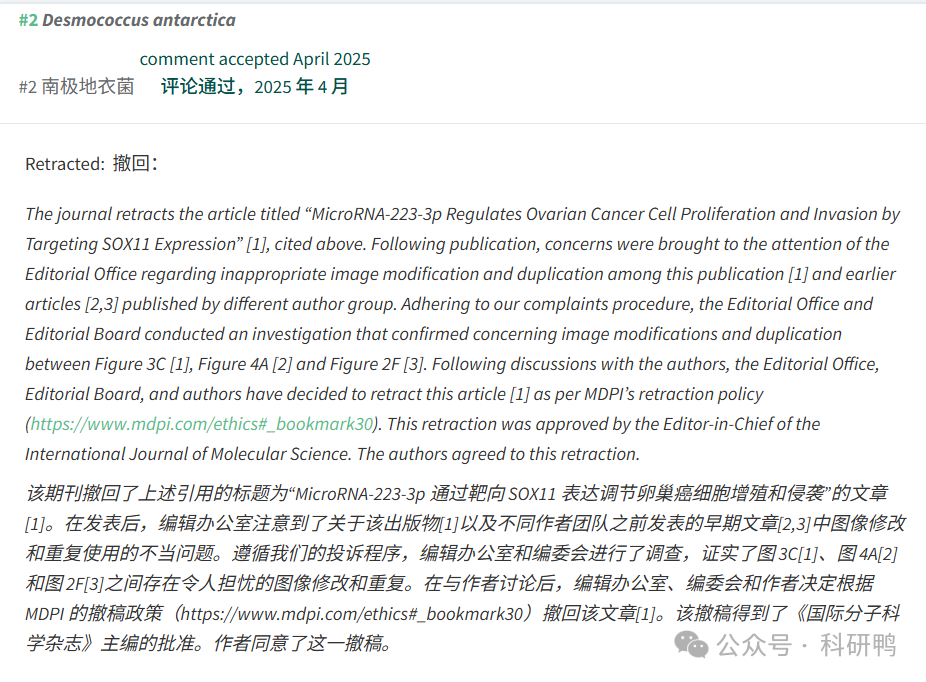 #2 Desmococcus antarctica
comment accepted April 2025
#2 南极地衣菌 评论通过，2025 年 4 月
Retracted: 撤回：
The journal retracts the article titled “MicroRNA-223-3p Regulates Ovarian Cancer Cell Proliferation and Invasion by
Targeting SOX11 Expression” [1], cited above. Following publication, concerns were brought to the attention of the
Editorial Office regarding inappropriate image modification and duplication among this publication [1] and earlier
articles [2,3] published by different author group. Adhering to our complaints procedure, the Editorial Office and
Editorial Board conducted an investigation that confirmed concerning image modifications and duplication
between Figure 3C [1], Figure 4A [2] and Figure 2F [3]. Following discussions with the authors, the Editorial Office,
Editorial Board, and authors have decided to retract this article [1] as per MDPI’s retraction policy
(https://www.mdpi.com/ethics#_bookmark30). This retraction was approved by the Editor-in-Chief of the
International Journal of Molecular Science. The authors agreed to this retraction.
该期刊撤回了上述引用的标题为“MicroRNA-223-3p 通过靶向 SOX11 表达调节卵巢癌细胞增殖和侵袭”的文章
[1]。在发表后，编辑办公室注意到了关于该出版物[1]以及不同作者团队之前发表的早期文章[2,3]中图像修改
和重复使用的不当问题。遵循我们的投诉程序，编辑办公室和编委会进行了调查，证实了图 3C[1]、图 4A[2]
和图 2F[3]之间存在令人担忧的图像修改和重复。在与作者讨论后，编辑办公室、编委会和作者决定根据
MDPI 的撤稿政策（https://www.mdpi.com/ethics#_bookmark30）撤回该文章[1]。该撤稿得到了《国际分子科
学杂志》主编的批准。作者同意了这一撤稿。
公众号 · 科研鸭